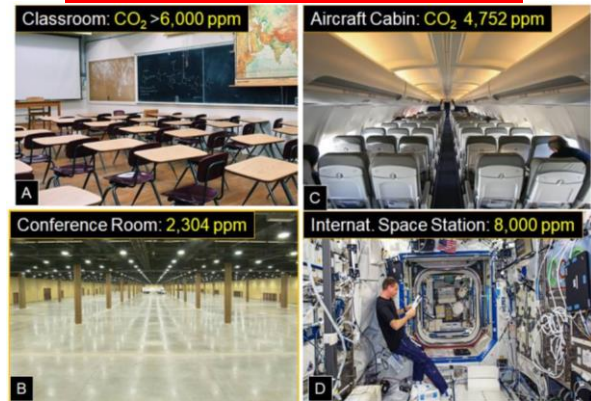 Classroom: CO₂ >6,000 ppm
Aircraft Cabin: CO₂ 4,752 ppm
A
C
Conference Room: 2,304 ppm
Internat. Space Station: 8,000 ppm
B
D